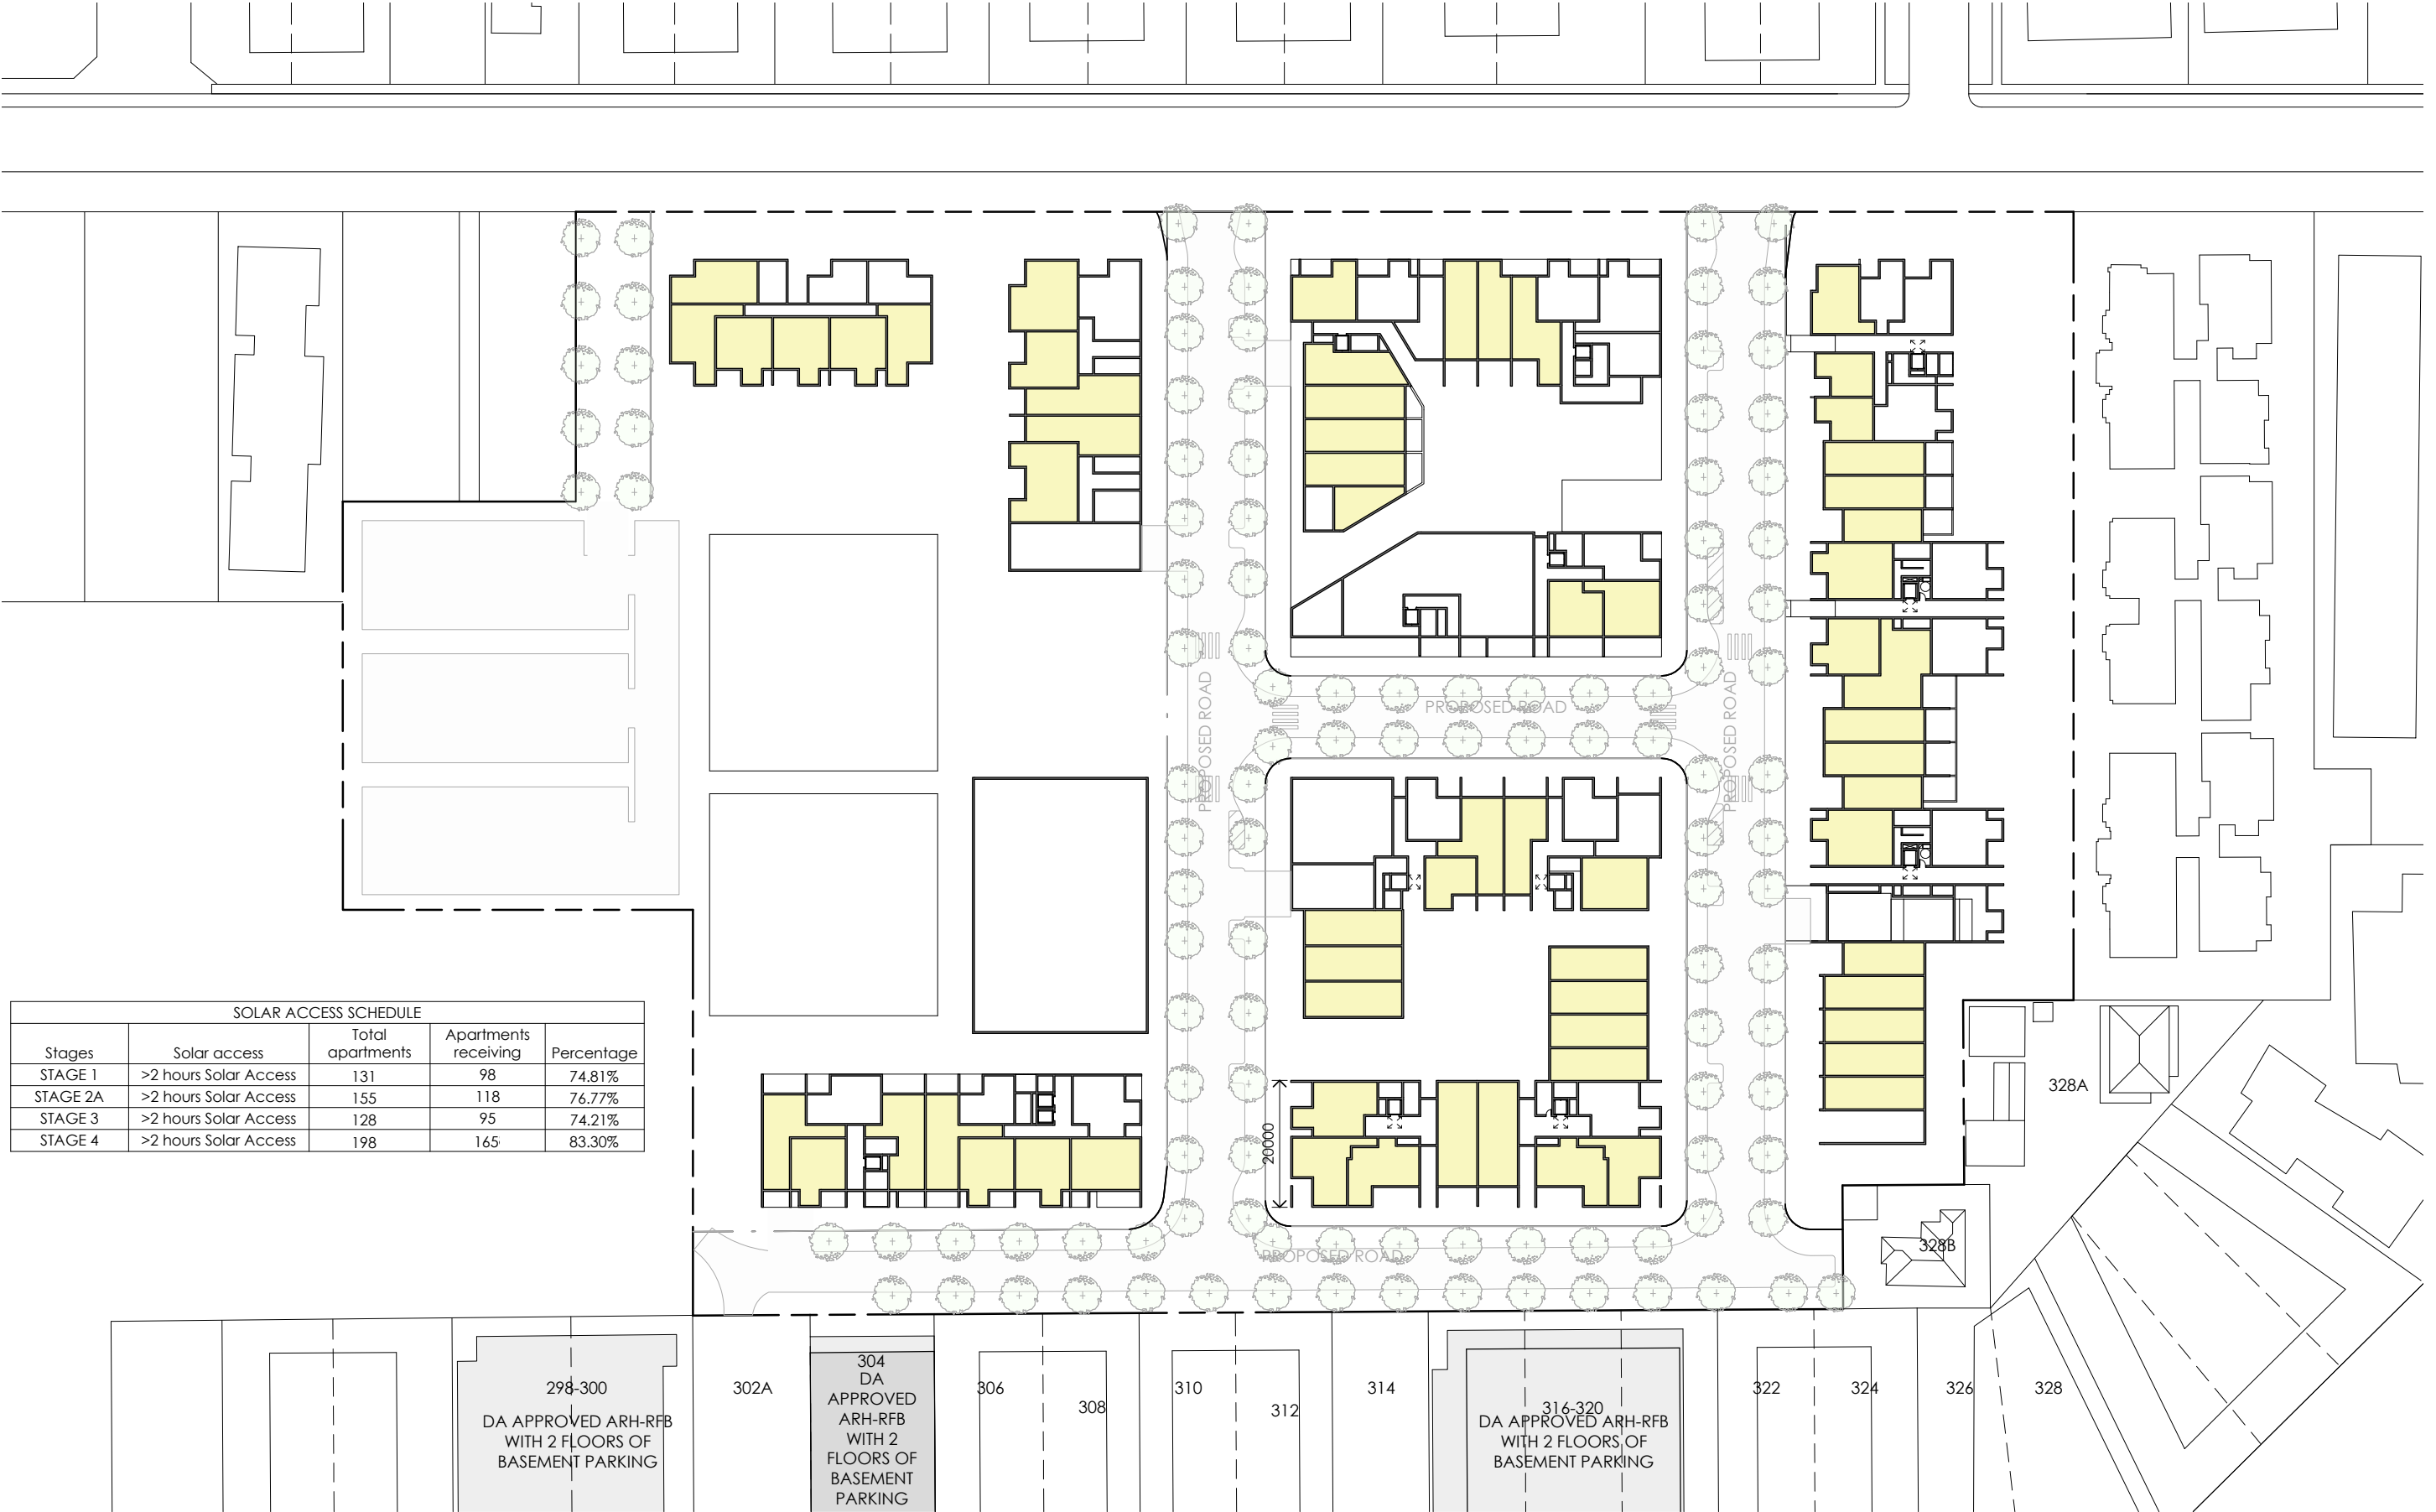 PROPOSED ROAD
PROPOSED ROAD
PROPOSED ROAD
SOLAR ACCESS SCHEDULE
Stages Solar access Total apartments Apartments receiving Percentage
STAGE 1 >2 hours Solar Access 131 98 74.81%
STAGE 2A >2 hours Solar Access 155 118 76.77%
STAGE 3 >2 hours Solar Access 128 95 74.21%
STAGE 4 >2 hours Solar Access 198 165 83.30%
20000
328A
328B
PROPOSED ROAD
298-300
DA APPROVED ARH-RFB
WITH 2 FLOORS OF
BASEMENT PARKING
302A
304
DA
APPROVED
ARH-RFB
WITH 2
FLOORS OF
BASEMENT
PARKING
306
308
310
312
314
316-320
DA APPROVED ARH-RFB
WITH 2 FLOORS OF
BASEMENT PARKING
322
324
326
328